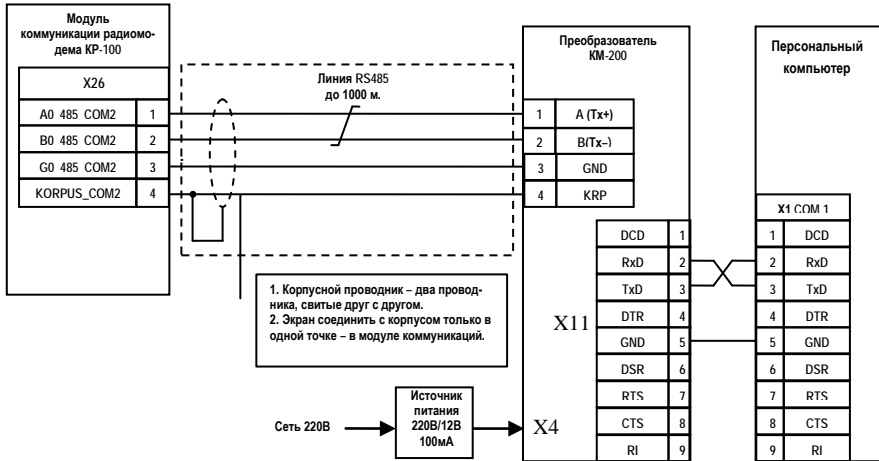 Модуль
коммуникации радиомо-
дема КР-100
X26
A0 485 COM2 1
B0 485 COM2 2
G0 485 COM2 3
KORPUS_COM2 4
Линия RS485
до 1000 м.
1. Корпусной проводник – два провод-
ника, свитые друг с другом.
2. Экран соединить с корпусом только в
одной точке – в модуле коммуникаций.
Сеть 220В
Источник
питания
220В/12В
100мА
Преобразователь
КМ-200
1 A (Tx+)
2 B(Tx–)
3 GND
4 KRP
X11
DCD 1
RxD 2
TxD 3
DTR 4
GND 5
DSR 6
RTS 7
CTS 8
RI 9
X4
Персональный
компьютер
X1 COM 1
1 DCD
2 RxD
3 TxD
4 DTR
5 GND
6 DSR
7 RTS
8 CTS
9 RI